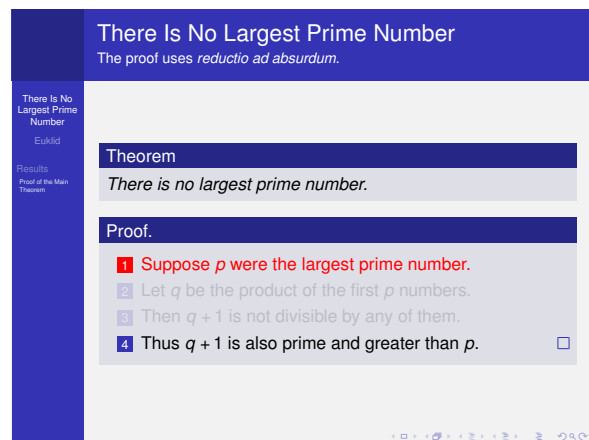 There Is No Largest Prime Number
The proof uses reductio ad absurdum.
There Is No
Largest Prime
Number
Euklid
Results
Proof of the Main
Theorem
Theorem
There is no largest prime number.
Proof.
1 Suppose p were the largest prime number.
2 Let q be the product of the first p numbers.
3 Then q + 1 is not divisible by any of them.
4 Thus q + 1 is also prime and greater than p.